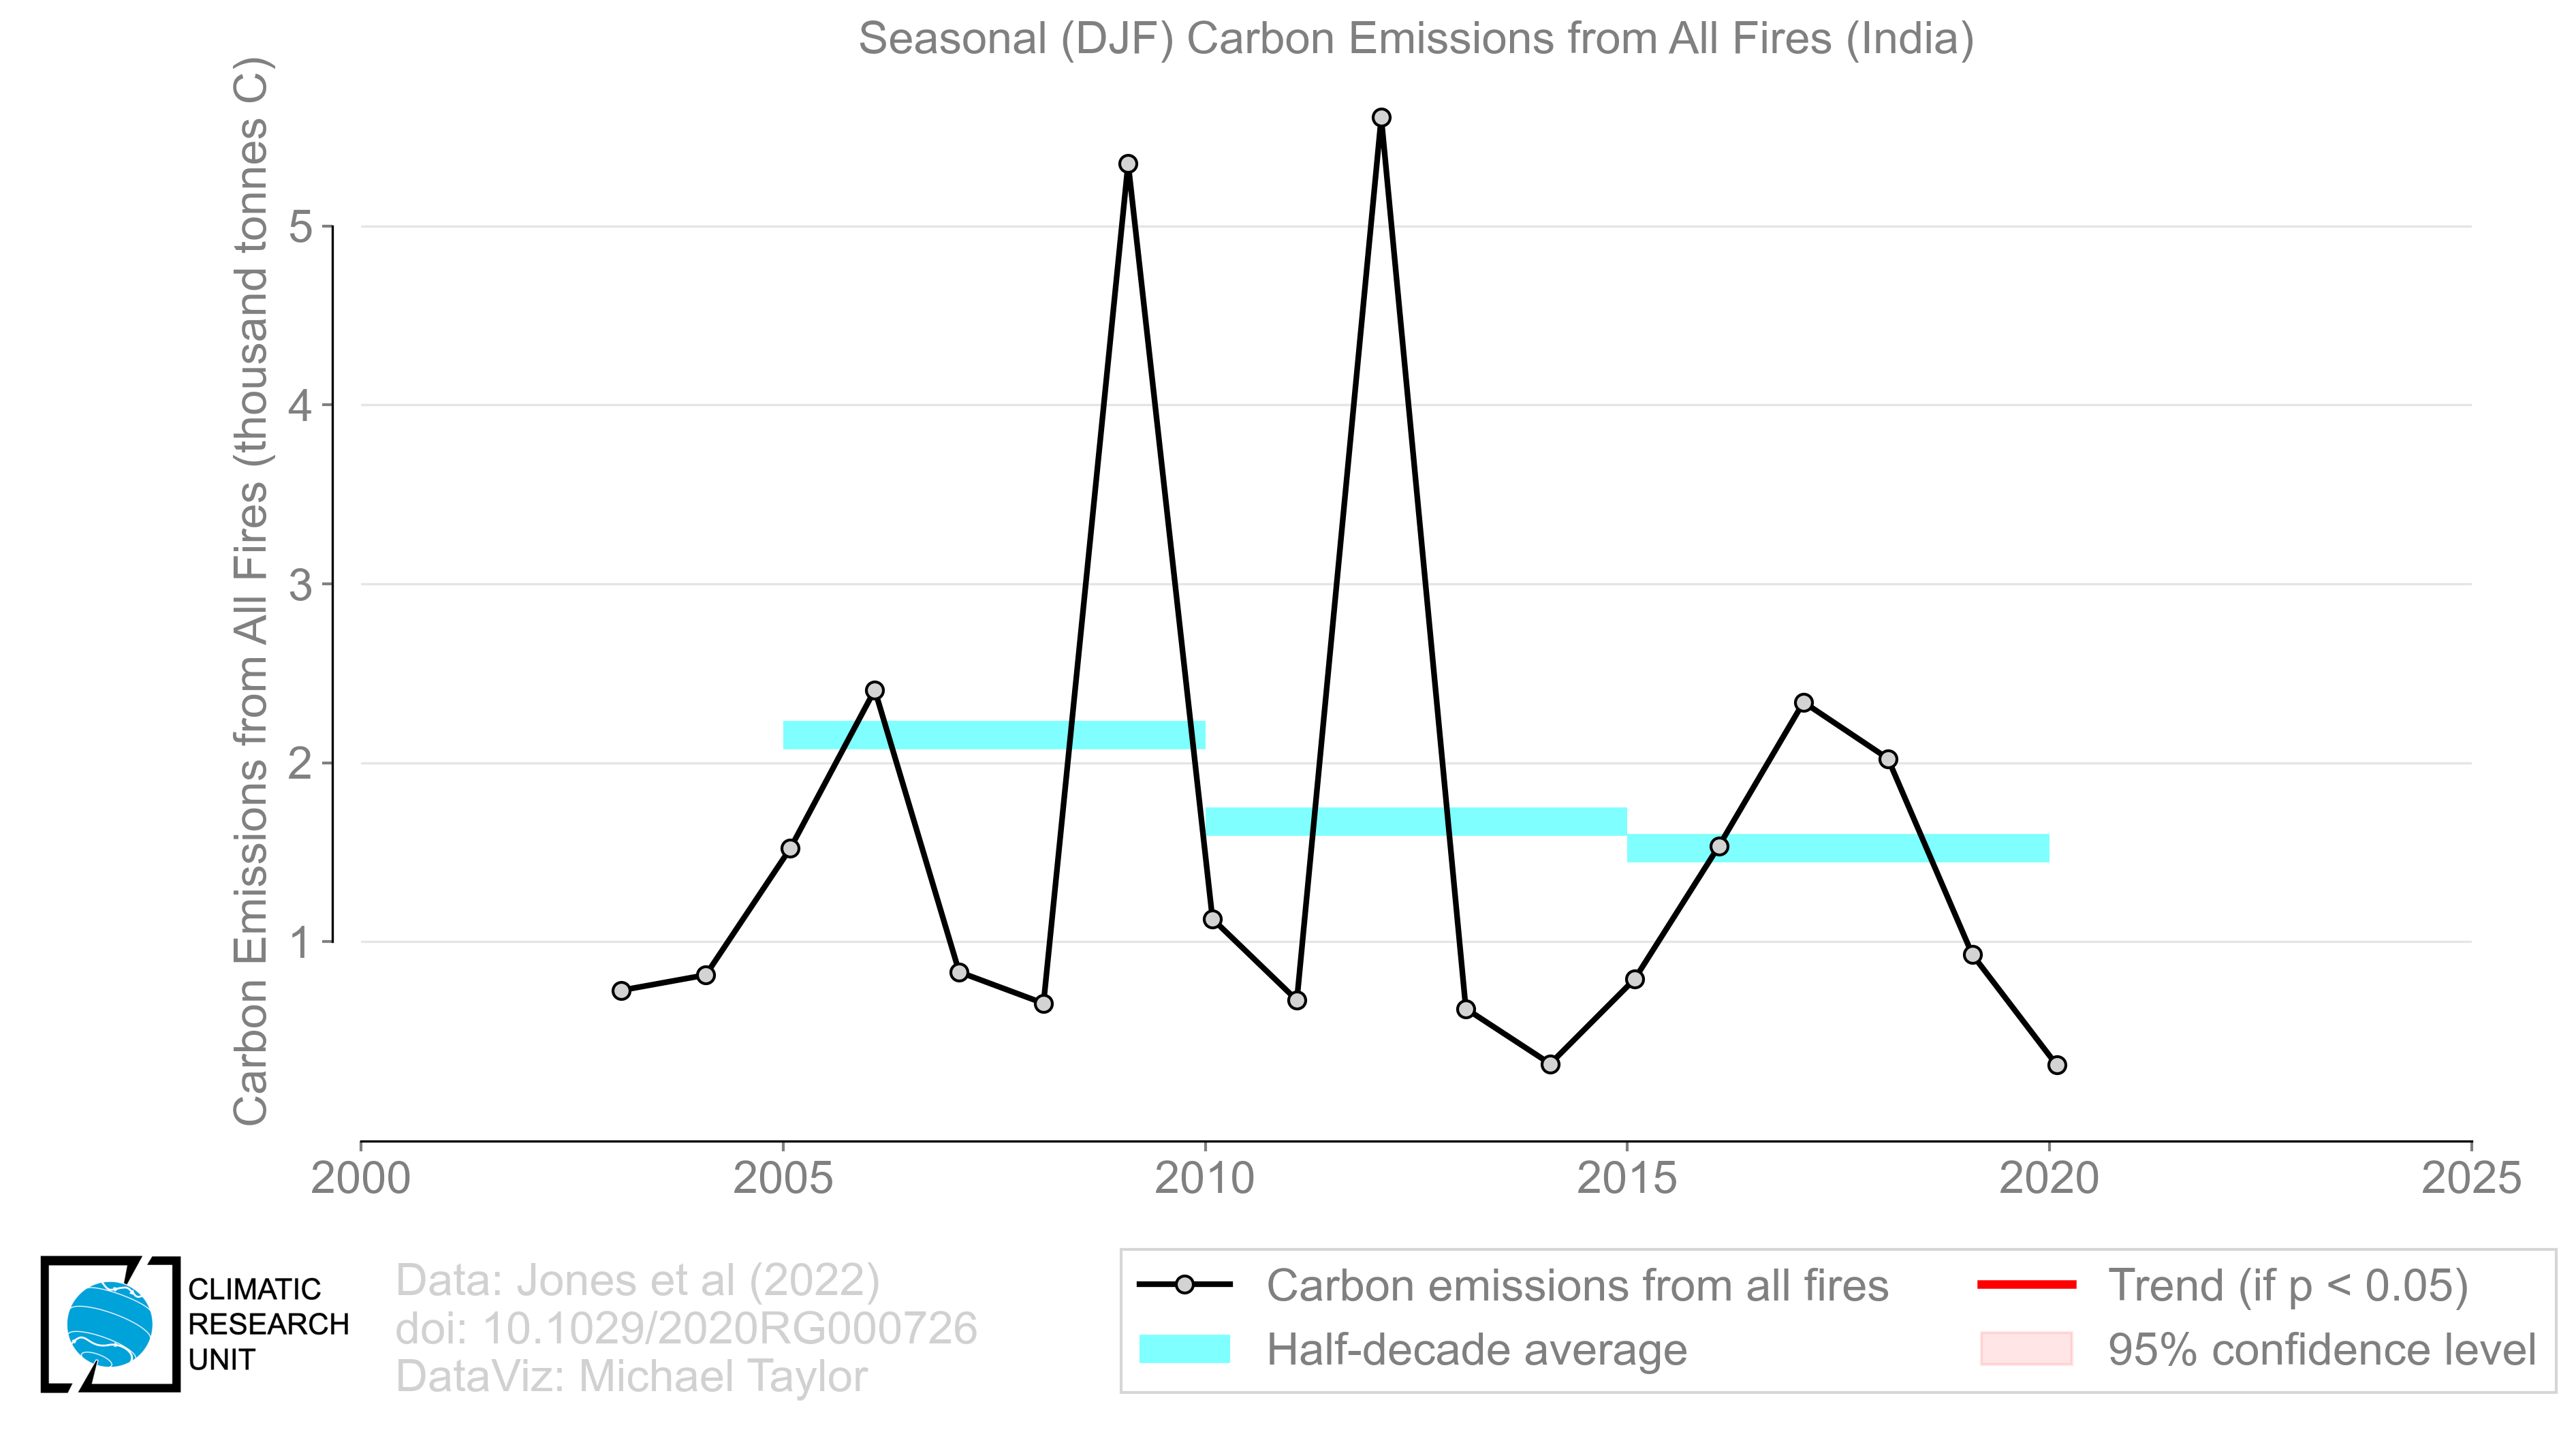 Seasonal (DJF) Carbon Emissions from All Fires (India)
Carbon Emissions from All Fires (thousand tonnes C)
5
4
3
2
1
2000 2005 2010 2015 2020 2025
CLIMATIC
RESEARCH
UNIT
Data: Jones et al (2022)
doi: 10.1029/2020RG000726
DataViz: Michael Taylor
Carbon emissions from all fires
Half-decade average
Trend (if p < 0.05)
95% confidence level